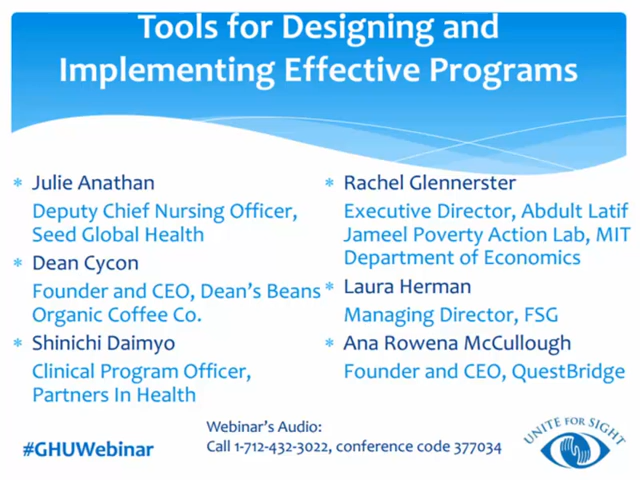 Tools for Designing and
Implementing Effective Programs
* Julie Anathan
Deputy Chief Nursing Officer,
Seed Global Health
* Dean Cycon
Founder and CEO, Dean's Beans
Organic Coffee Co.
* Shinichi Daimyo
Clinical Program Officer,
Partners In Health
* Rachel Glennerster
Executive Director, Abdult Latif
Jameel Poverty Action Lab, MIT
Department of Economics
* Laura Herman
Managing Director, FSG
* Ana Rowena McCullough
Founder and CEO, QuestBridge
#GHUWebinar
Webinar's Audio:
Call 1-712-432-3022, conference code 377034
UNITE FOR SIGHT